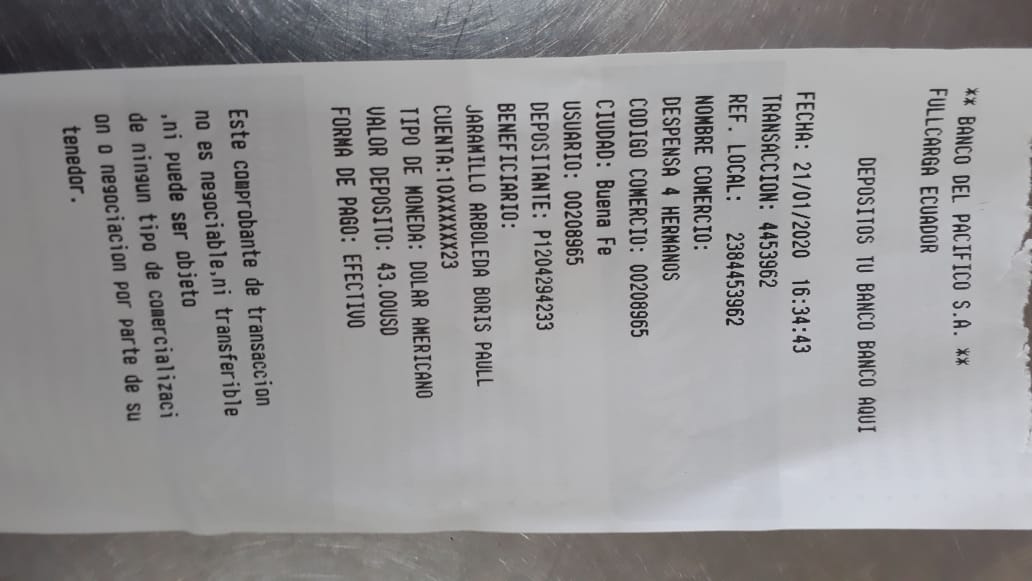 ** BANCO DEL PACIFICO S.A. **
FULLCARGA ECUADOR
DEPOSITOS TU BANCO BANCO AQUI
FECHA: 21/01/2020 16:34:43
TRANSACCION: 4453962
REF. LOCAL: 2384453962
NOMBRE COMERCIO:
DESPENSA 4 HERMANOS
CODIGO COMERCIO: 00208965
CIUDAD: Buena Fe
USUARIO: 00208965
DEPOSITANTE: P1204294233
BENEFICIARIO:
JARAMILLO ARBOLEDA BORIS PAULL
CUENTA:10XXXXXX23
TIPO DE MONEDA: DOLAR AMERICANO
VALOR DEPOSITO: 43.00USD
FORMA DE PAGO: EFECTIVO
Este comprobante de transaccion
no es negociable,ni transferible
,ni puede ser objeto
de ningun tipo de comercializaci
on o negociacion por parte de su
tenedor.